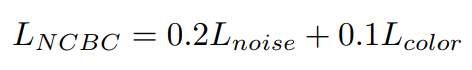 L_{NCBC} = 0.2L_{noise} + 0.1L_{color}